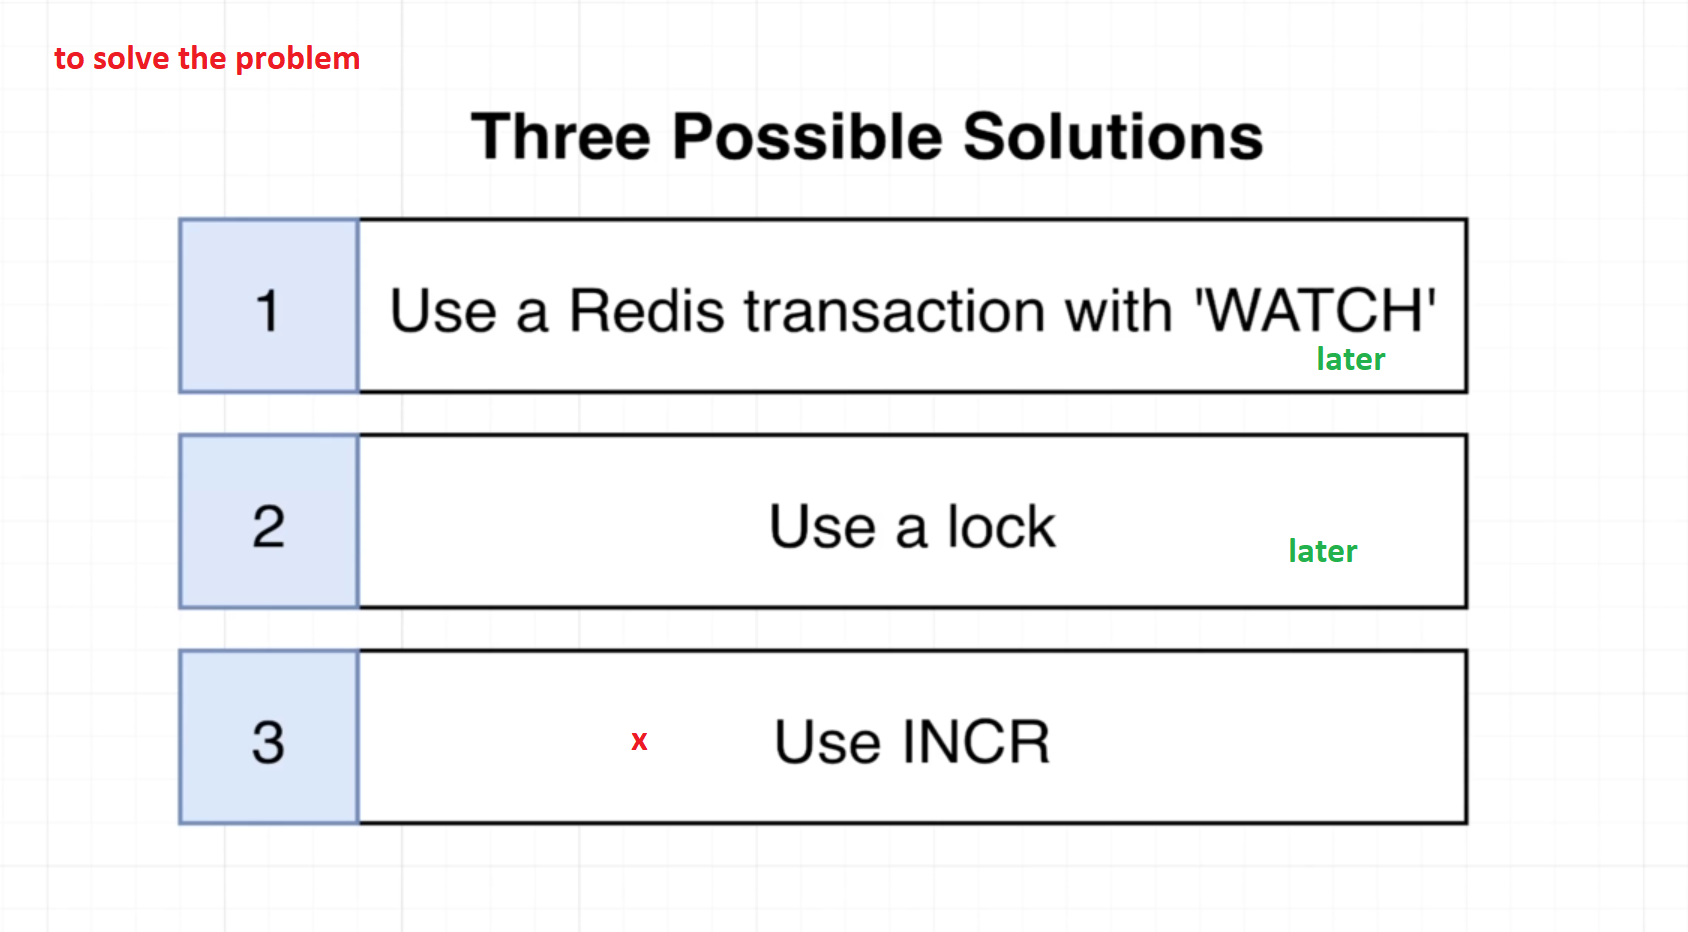 to solve the problem
Three Possible Solutions
1
Use a Redis transaction with 'WATCH'
later
2
Use a lock
later
3
x
Use INCR